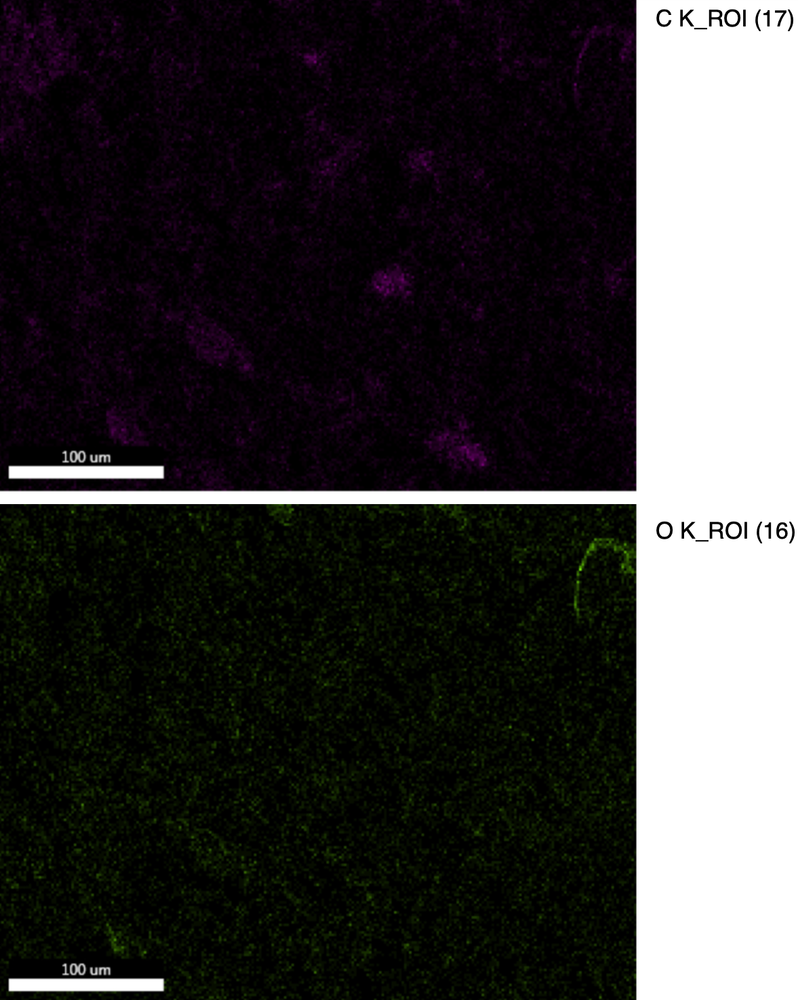 C K_ROI (17)
100 um
O K_ROI (16)
100 um